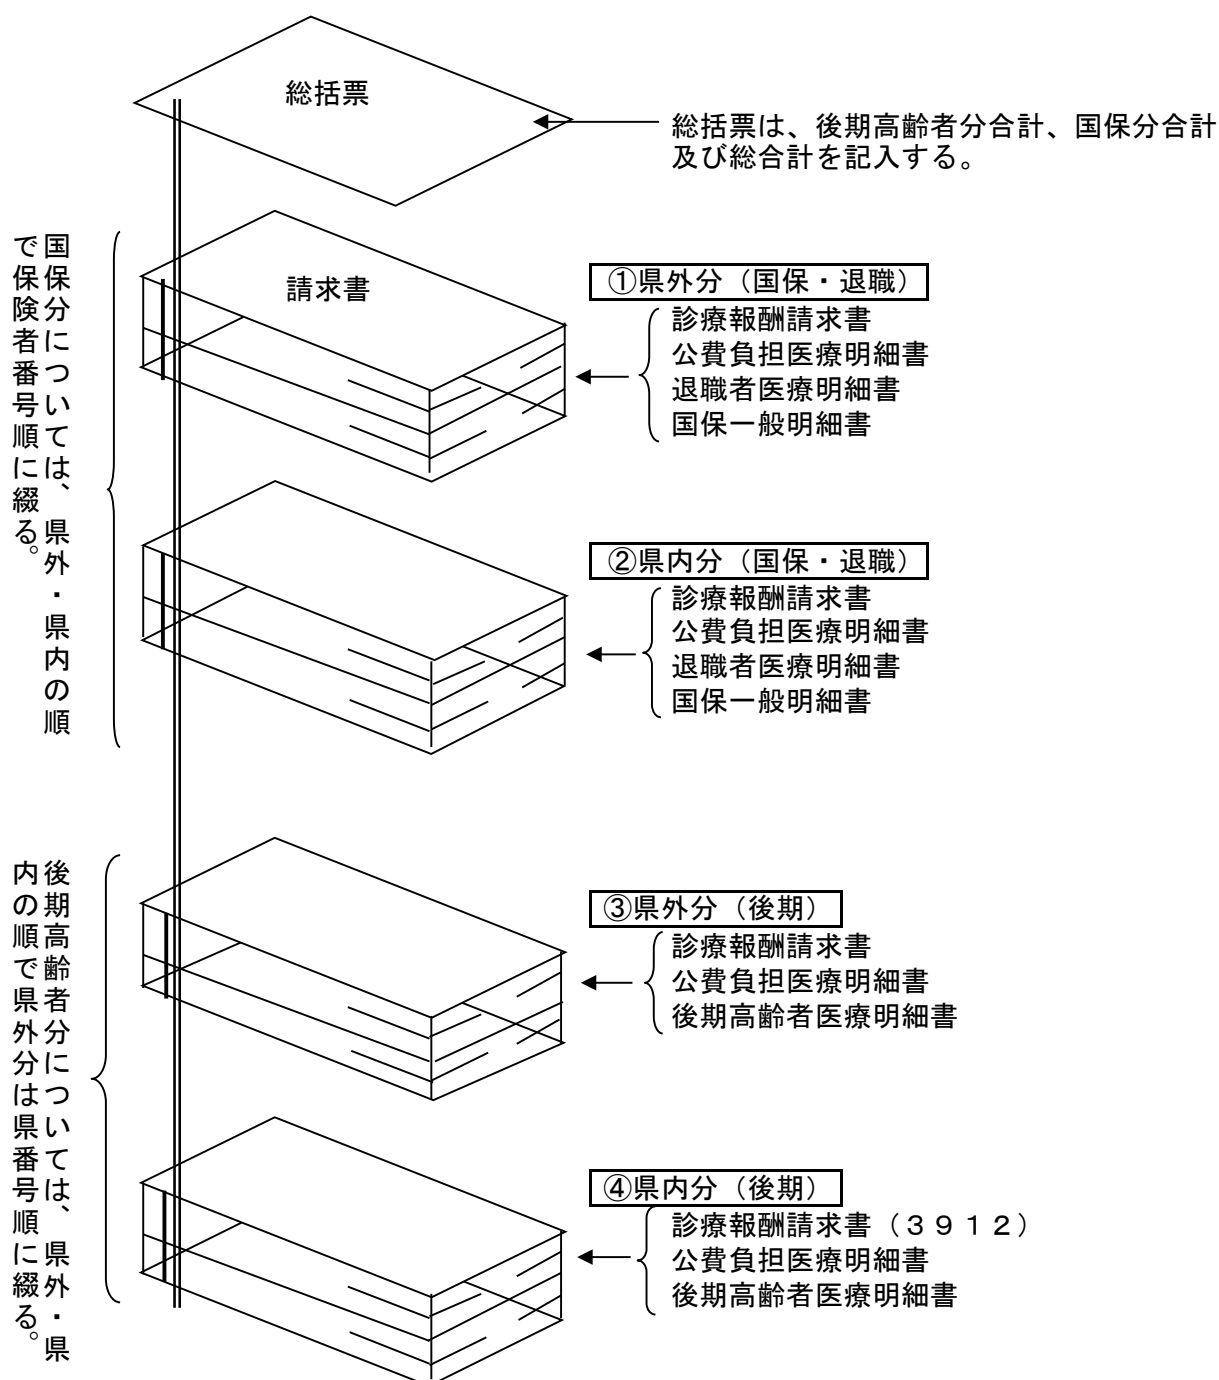 総括票
総括票は、後期高齢者分合計、国保分合計
及び総合計を記入する。
国保分については、県外・県内の順
で保険者番号順に綴る。
請求書
①県外分（国保・退職）
診療報酬請求書
公費負担医療明細書
退職者医療明細書
国保一般明細書
②県内分（国保・退職）
診療報酬請求書
公費負担医療明細書
退職者医療明細書
国保一般明細書
後期高齢者分については、県外・県
内の順で県外分は県番号順に綴る。
③県外分（後期）
診療報酬請求書
公費負担医療明細書
後期高齢者医療明細書
④県内分（後期）
診療報酬請求書（３９１２）
公費負担医療明細書
後期高齢者医療明細書